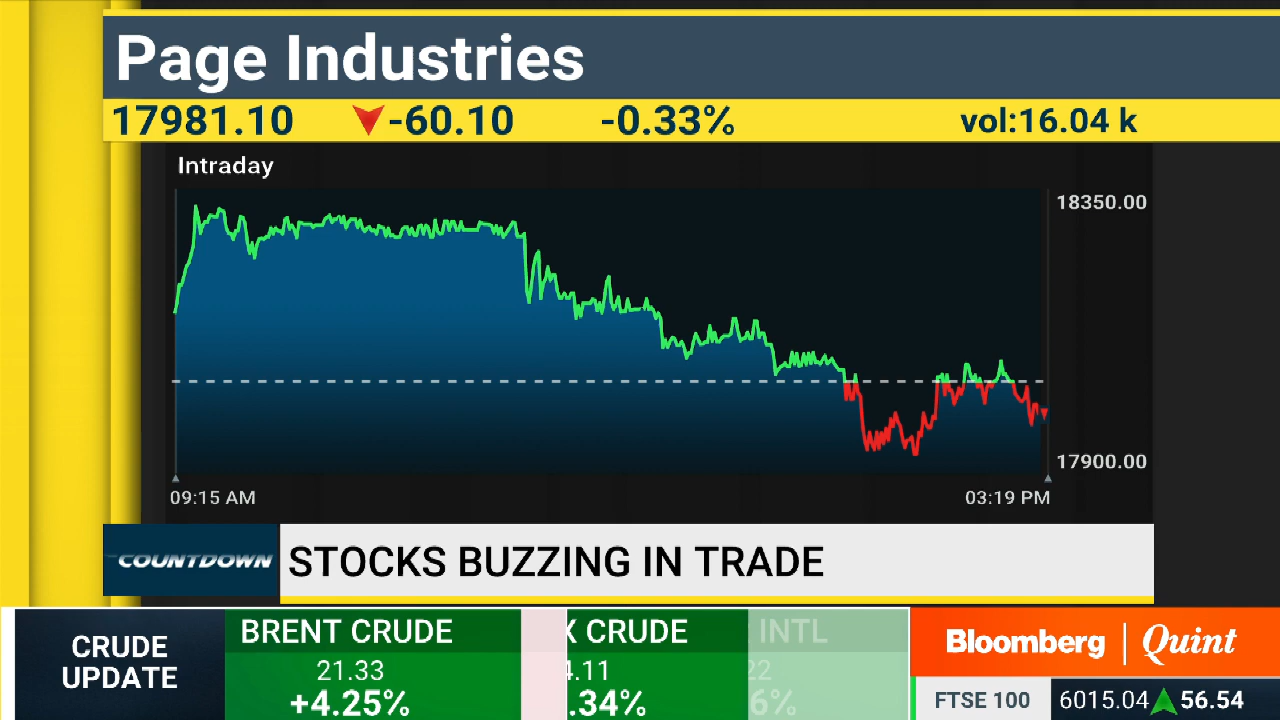 Page Industries
17981.10 -60.10 -0.33% vol:16.04 k
Intraday
18350.00
17900.00
09:15 AM 03:19 PM
COUNTDOWN STOCKS BUZZING IN TRADE
CRUDE UPDATE
BRENT CRUDE
21.33
+4.25%
CRUDE
.34%
INTL
Bloomberg | Quint
FTSE 100 6015.04 56.54